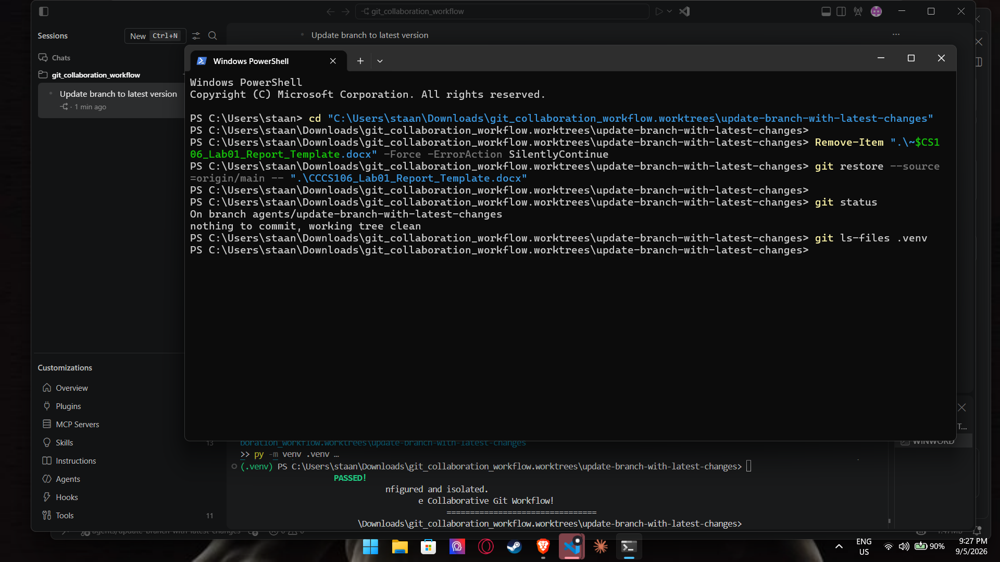 git_collaboration_workflow
Sessions
New Ctrl+N
Update branch to latest version
Chats
git_collaboration_workflow
Update branch to latest version
· 1 min ago
Windows PowerShell
Windows PowerShell
Copyright (C) Microsoft Corporation. All rights reserved.
PS C:\Users\staan> cd "C:\Users\staan\Downloads\git_collaboration_workflow.worktrees\update-branch-with-latest-changes"
PS C:\Users\staan\Downloads\git_collaboration_workflow.worktrees\update-branch-with-latest-changes>
PS C:\Users\staan\Downloads\git_collaboration_workflow.worktrees\update-branch-with-latest-changes> Remove-Item ".\~$CS1
06_Lab01_Report_Template.docx" -Force -ErrorAction SilentlyContinue
PS C:\Users\staan\Downloads\git_collaboration_workflow.worktrees\update-branch-with-latest-changes> git restore --source
=origin/main -- ".\CCCS106_Lab01_Report_Template.docx"
PS C:\Users\staan\Downloads\git_collaboration_workflow.worktrees\update-branch-with-latest-changes>
PS C:\Users\staan\Downloads\git_collaboration_workflow.worktrees\update-branch-with-latest-changes> git status
On branch agents/update-branch-with-latest-changes
nothing to commit, working tree clean
PS C:\Users\staan\Downloads\git_collaboration_workflow.worktrees\update-branch-with-latest-changes> git ls-files .venv
PS C:\Users\staan\Downloads\git_collaboration_workflow.worktrees\update-branch-with-latest-changes>
Customizations
Overview
Plugins
MCP Servers
Skills 13
Instructions
Agents
Hooks
Tools 11
T...
WINWORD
boration_workflow.worktrees\update-branch-with-latest-changes
>> py -m venv .venv …
(.venv) PS C:\Users\staan\Downloads\git_collaboration_workflow.worktrees\update-branch-with-latest-changes>
PASSED!
nfigured and isolated.
e Collaborative Git Workflow!
================================
\Downloads\git_collaboration_workflow.worktrees\update-branch-with-latest-changes>
agents/update-branch-with-latest-changes
ENG
US
90%
9:27 PM
9/5/2026